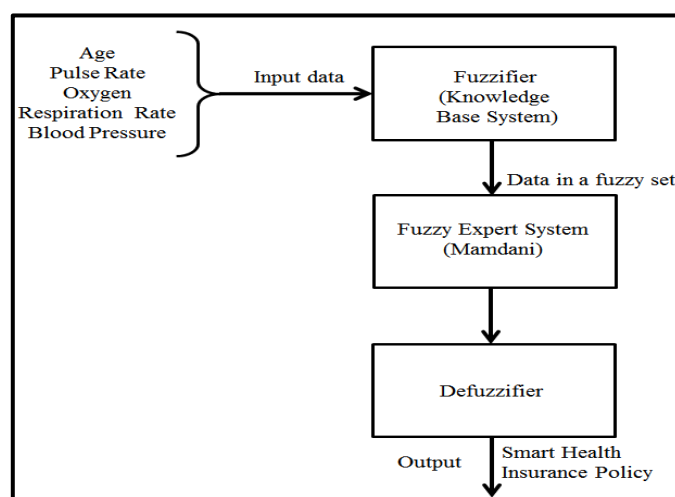 Age
Pulse Rate
Oxygen
Respiration Rate
Blood Pressure
Input data
Fuzzifier
(Knowledge
Base System)
Data in a fuzzy set
Fuzzy Expert System
(Mamdani)
Defuzzifier
Output
Smart Health
Insurance Policy